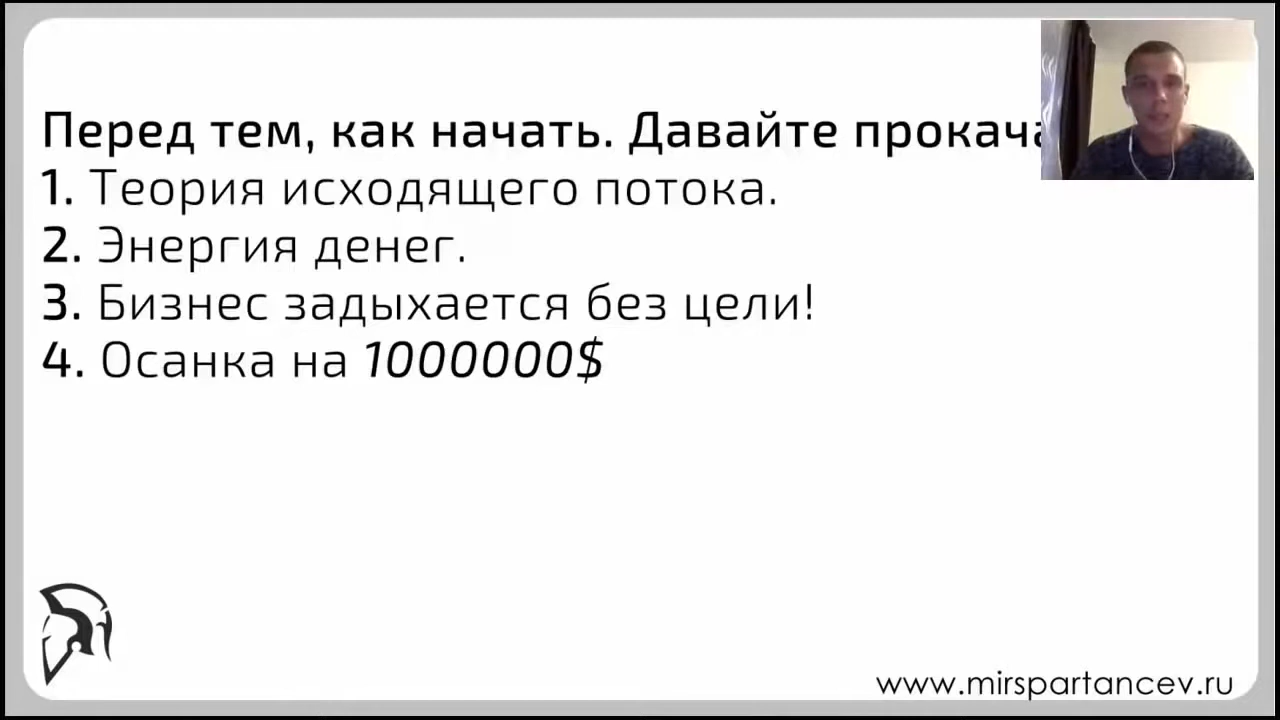 Перед тем, как начать. Давайте
1. Теория исходящего потока.
2. Энергия денег.
3. Бизнес задыхается без цели!
4. Осанка на 1000000$
www.mirspartancev.ru